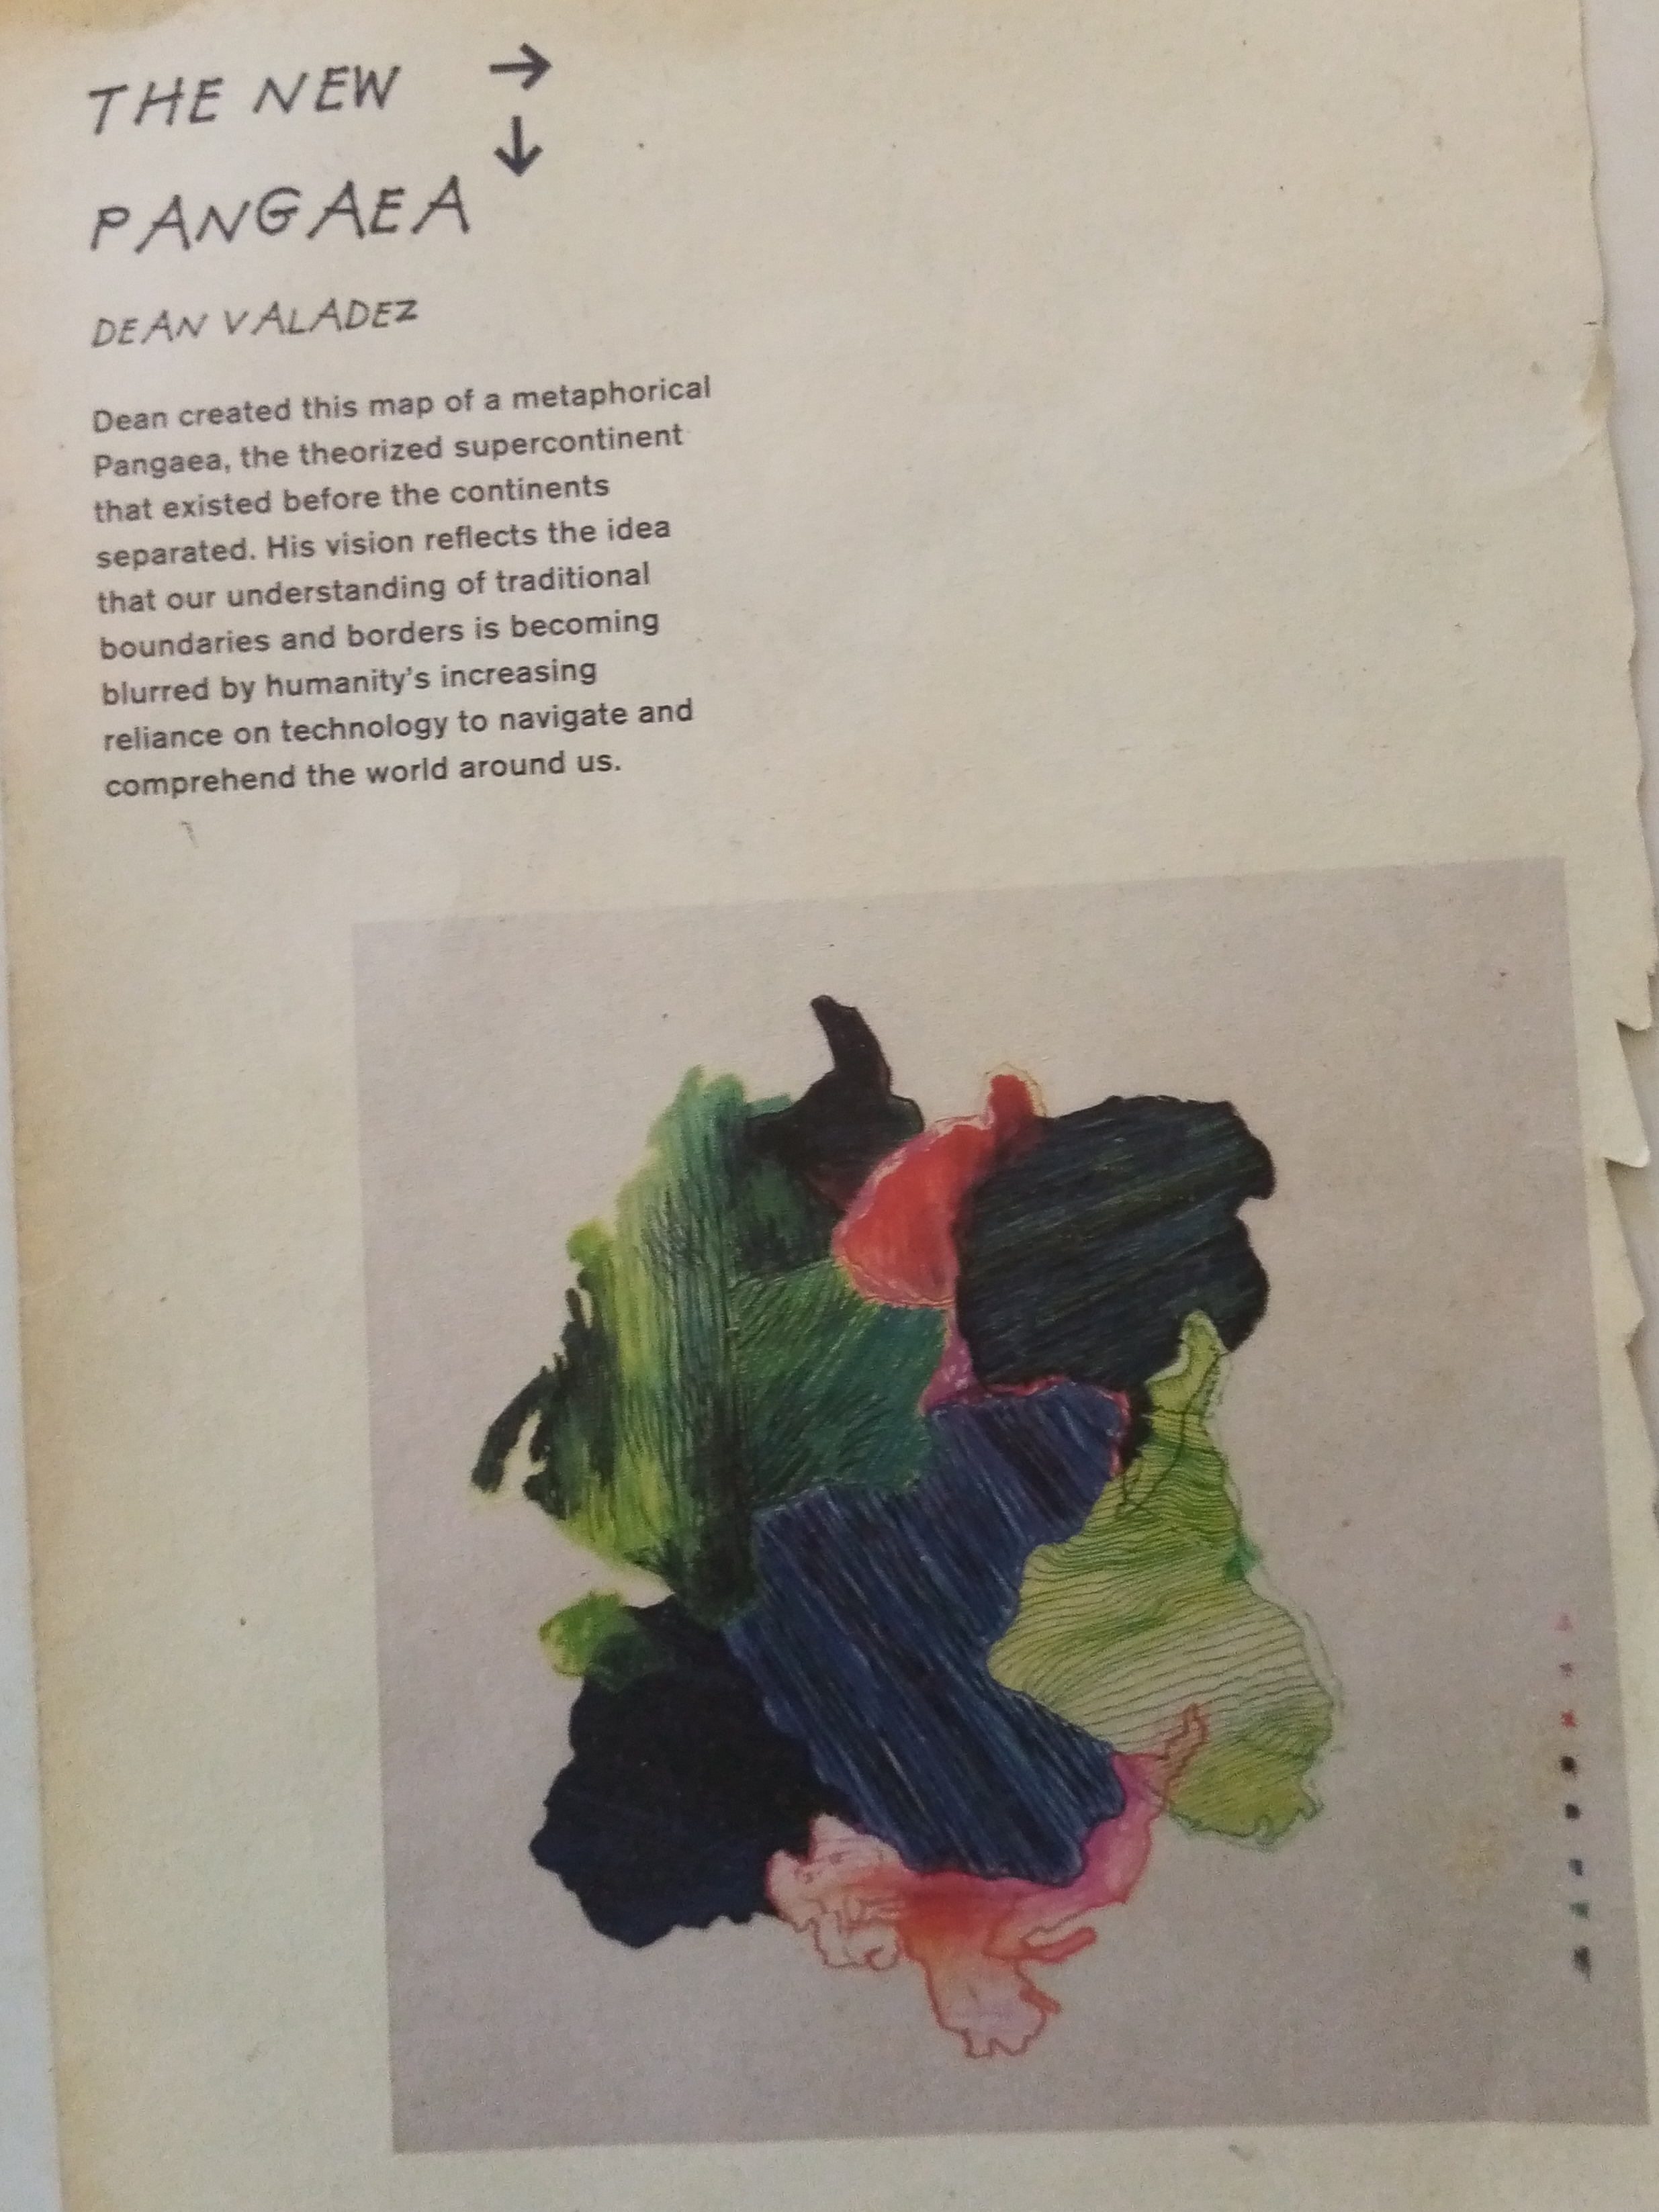 THE NEW →
↓
PANGAEA
DEAN VALADEZ
Dean created this map of a metaphorical
Pangaea, the theorized supercontinent
that existed before the continents
separated. His vision reflects the idea
that our understanding of traditional
boundaries and borders is becoming
blurred by humanity's increasing
reliance on technology to navigate and
comprehend the world around us.